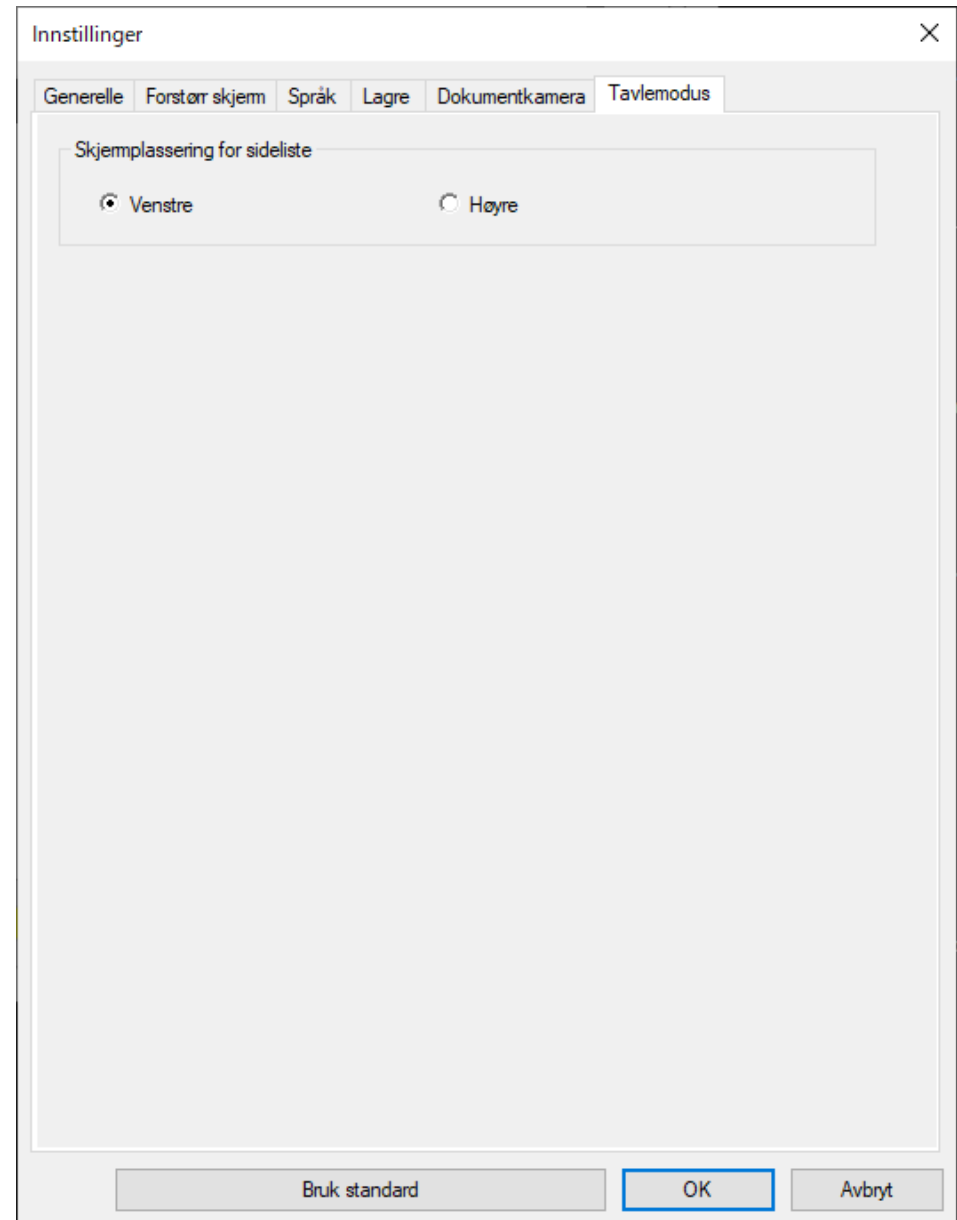 Innstillinger
Generelle Forstørr skjerm Språk Lagre Dokumentkamera Tavlemodus
Skjermplassering for sideliste
Venstre Høyre
Bruk standard OK Avbryt